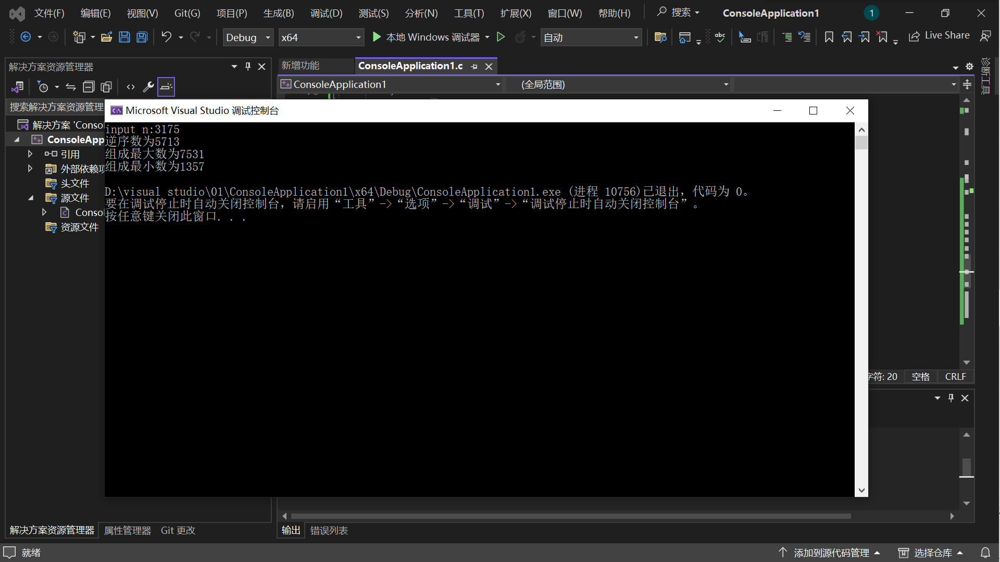 文件(F) 编辑(E) 视图(V) Git(G) 项目(P) 生成(B) 调试(D) 测试(S) 分析(N) 工具(T) 扩展(X) 窗口(W) 帮助(H) 搜索 ConsoleApplication1 1
Debug x64 本地 Windows 调试器 自动 abc Live Share
解决方案资源管理器
新增功能 ConsoleApplication1.c
诊断工具
ConsoleApplication1 (全局范围)
搜索解决方案资源管理
Microsoft Visual Studio 调试控制台
解决方案 'Conso
ConsoleApp
引用
外部依赖项
头文件
源文件
Conso
资源文件
input n:3175
逆序数为5713
组成最大数为7531
组成最小数为1357
D:\visual studio\01\ConsoleApplication1\x64\Debug\ConsoleApplication1.exe (进程 10756)已退出，代码为 0。
要在调试停止时自动关闭控制台，请启用“工具”->“选项”->“调试”->“调试停止时自动关闭控制台”。
按任意键关闭此窗口. . .
字符: 20 空格 CRLF
解决方案资源管理器 属性管理器 Git 更改
输出 错误列表
就绪 添加到源代码管理 选择仓库